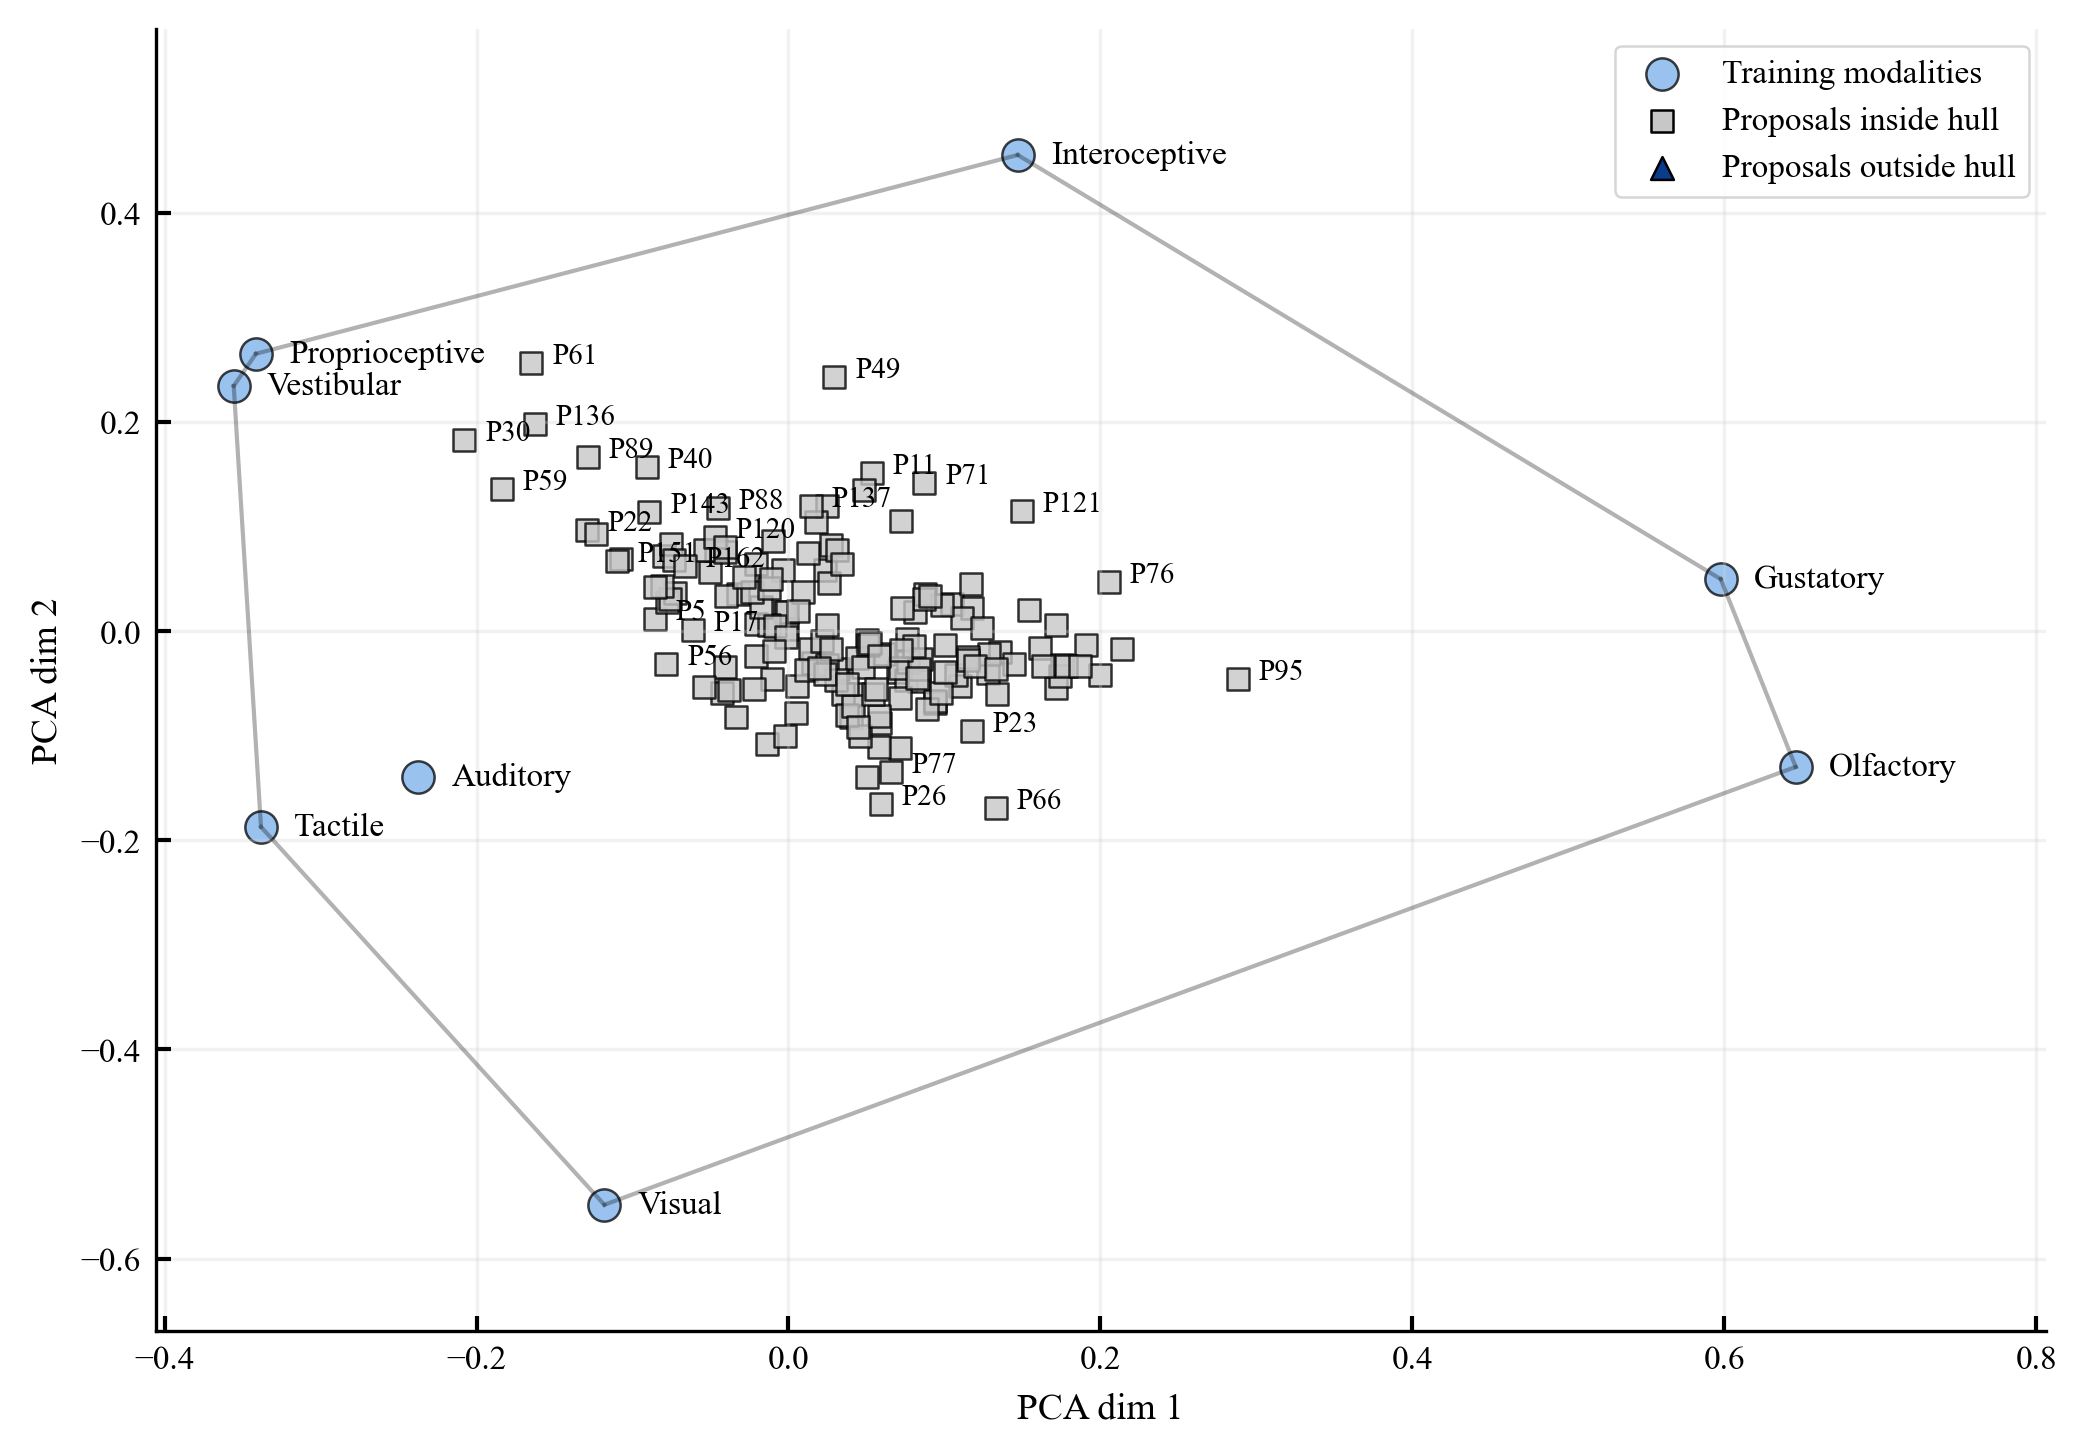 Training modalities
Proposals inside hull
Proposals outside hull
Interoceptive
Proprioceptive
Vestibular
P61
P49
P136
P30
P89
P40
P59
P11
P71
P143
P88
P137
P121
P22
P120
P151
P162
P76
Gustatory
P5
P17
P56
P95
P23
P77
P26
P66
Auditory
Olfactory
Tactile
Visual
0.4
0.2
0.0
−0.2
−0.4
−0.6
PCA dim 2
−0.4
−0.2
0.0
0.2
0.4
0.6
0.8
PCA dim 1